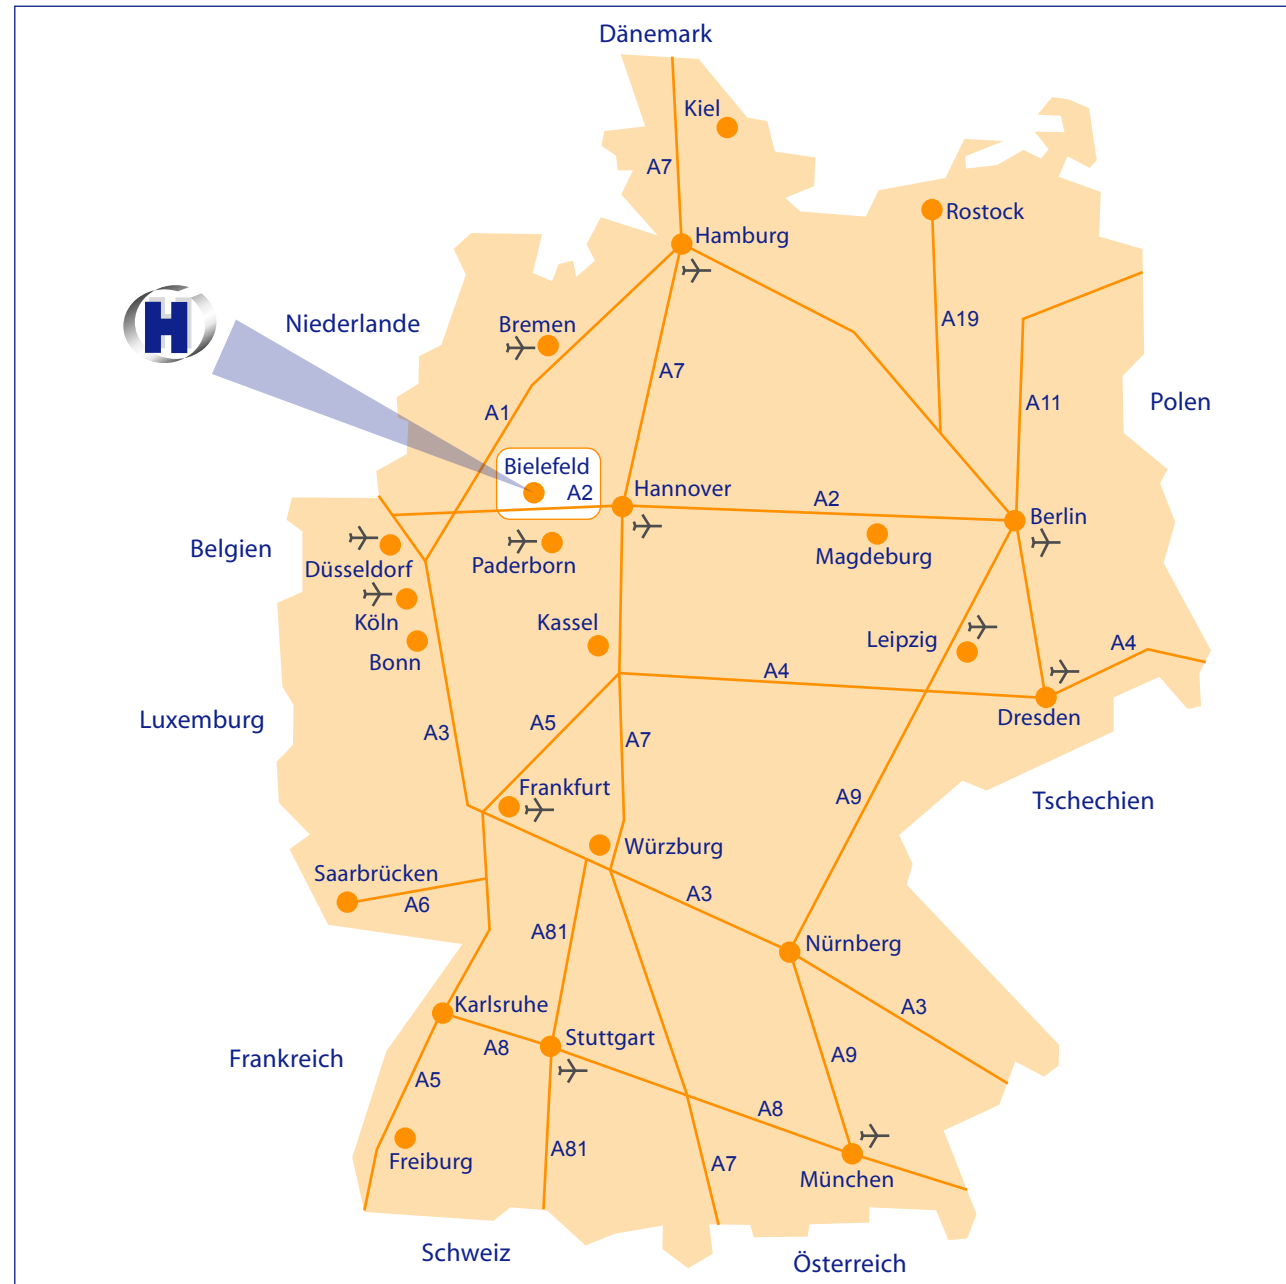 Dänemark
Kiel
A7
Rostock
Hamburg
Niederlande
Bremen
A19
A7
A11
Polen
A1
Bielefeld
A2
Hannover
A2
Berlin
Belgien
Düsseldorf
Paderborn
Magdeburg
Köln
Kassel
Bonn
Leipzig
A4
A4
Luxemburg
A3
A5
A7
Dresden
Frankfurt
A9
Tschechien
Würzburg
Saarbrücken
A6
A3
A81
Nürnberg
Karlsruhe
A3
Stuttgart
Frankreich
A8
A9
A5
A8
Freiburg
A81
A7
München
Schweiz
Österreich
H